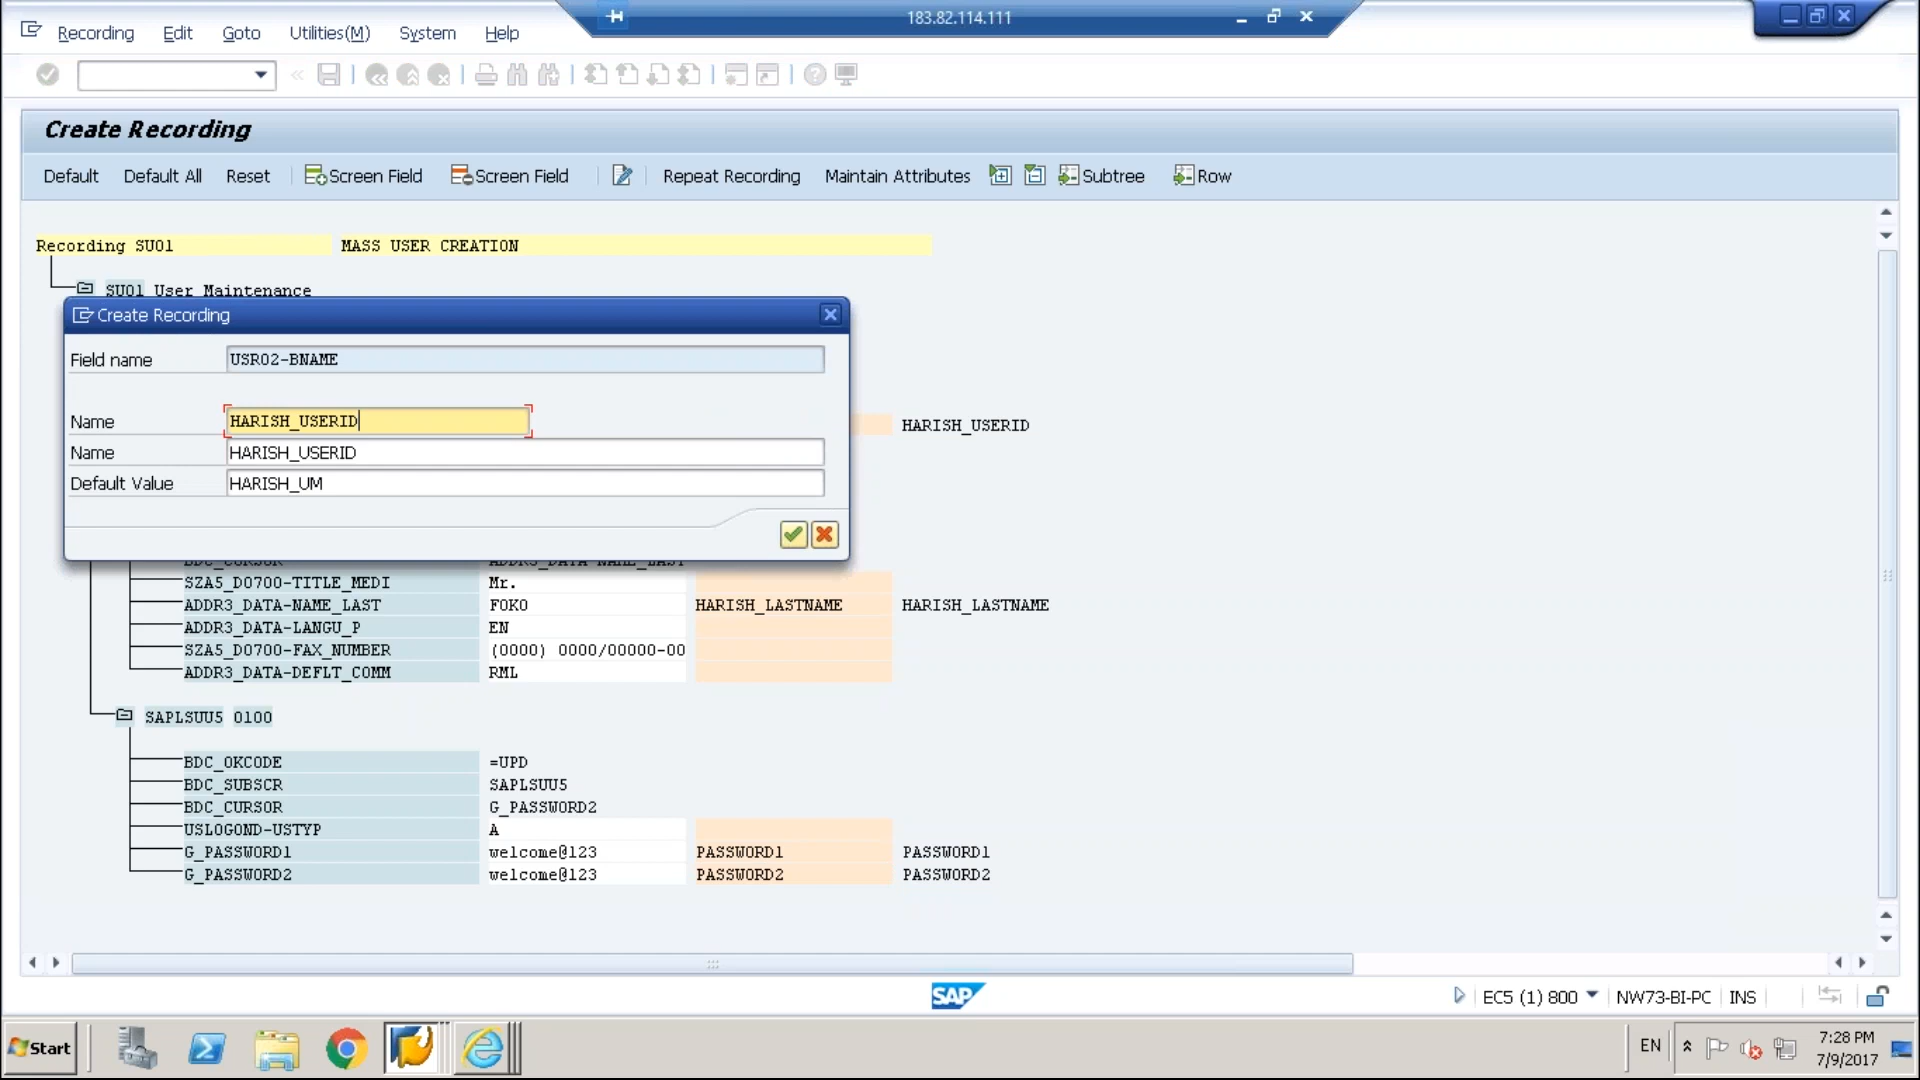 183.82.114.111
Recording Edit Goto Utilities(M) System Help
Create Recording
Default Default All Reset Screen Field Screen Field Repeat Recording Maintain Attributes Subtree Row
Recording SU01 MASS USER CREATION
SU01 User Maintenance
Create Recording
Field name USR02-BNAME
Name HARISH_USERID
HARISH_USERID
Name HARISH_USERID
Default Value HARISH_UM
BDC_CURSOR ADDR3_DATA-NAME_LAST
SZA5_D0700-TITLE_MEDI Mr.
ADDR3_DATA-NAME_LAST FOKO HARISH_LASTNAME HARISH_LASTNAME
ADDR3_DATA-LANGU_P EN
SZA5_D0700-FAX_NUMBER (0000) 0000/00000-00
ADDR3_DATA-DEFLT_COMM RML
SAPLSUU5 0100
BDC_OKCODE =UPD
BDC_SUBSCR SAPLSUU5
BDC_CURSOR G_PASSWORD2
USLOGOND-USTYP A
G_PASSWORD1 welcome@123 PASSWORD1 PASSWORD1
G_PASSWORD2 welcome@123 PASSWORD2 PASSWORD2
SAP
EC5 (1) 800 NW73-BI-PC INS
Start
EN
7:28 PM
7/9/2017